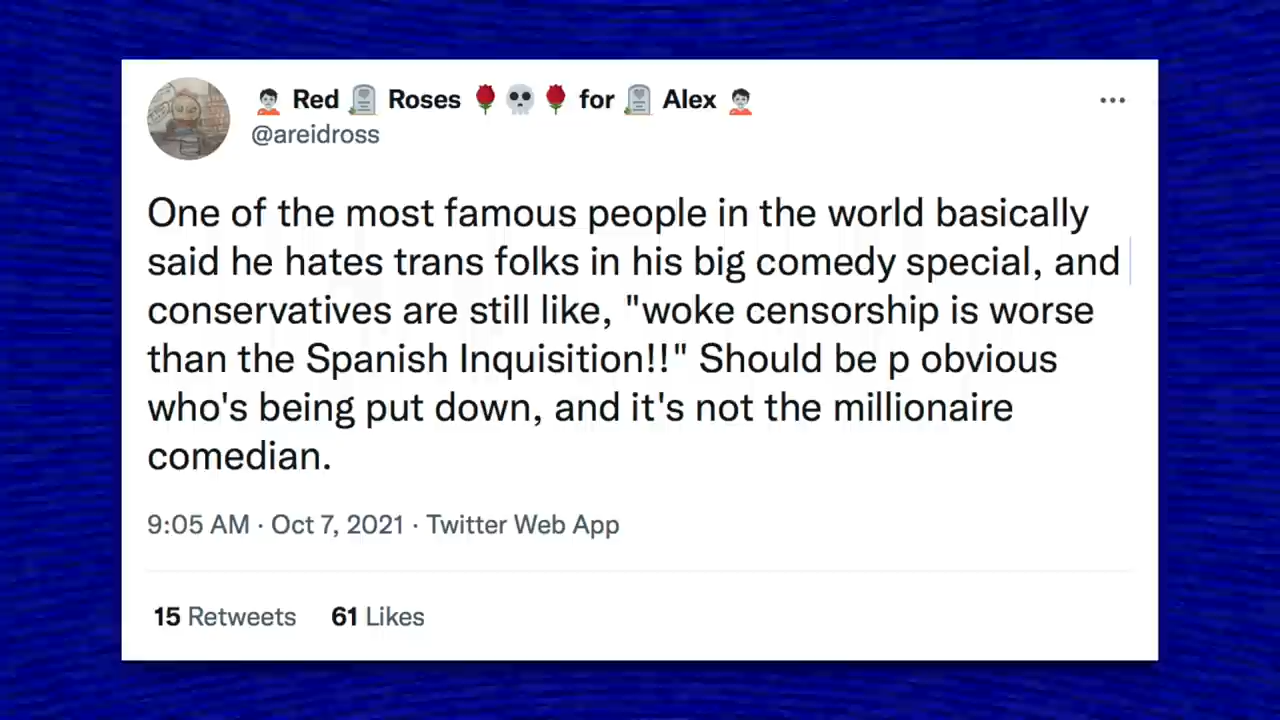 Red Roses for Alex
@areidross
One of the most famous people in the world basically
said he hates trans folks in his big comedy special, and
conservatives are still like, "woke censorship is worse
than the Spanish Inquisition!!" Should be p obvious
who's being put down, and it's not the millionaire
comedian.
9:05 AM · Oct 7, 2021 · Twitter Web App
15 Retweets 61 Likes